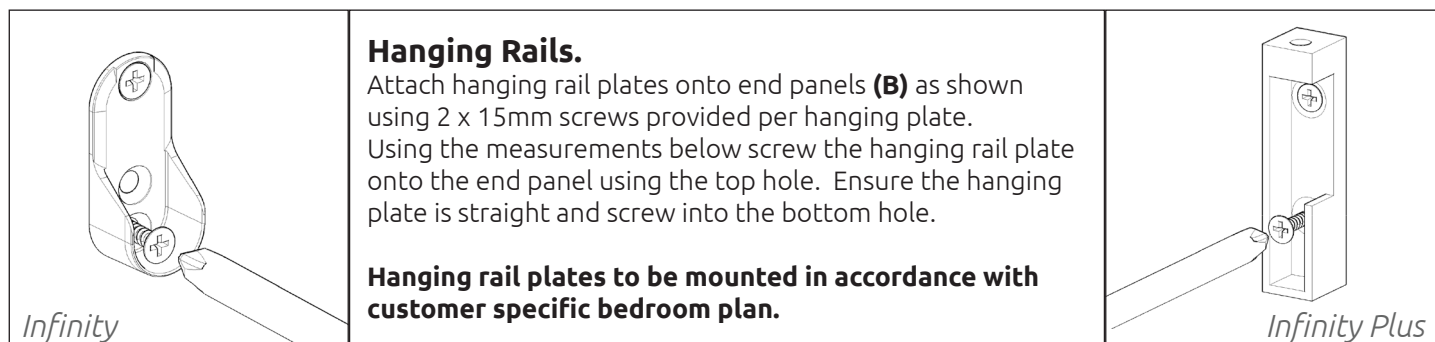 Hanging Rails.
Attach hanging rail plates onto end panels (B) as shown
using 2 x 15mm screws provided per hanging plate.
Using the measurements below screw the hanging rail plate
onto the end panel using the top hole.  Ensure the hanging
plate is straight and screw into the bottom hole.
Hanging rail plates to be mounted in accordance with
customer specific bedroom plan.
Infinity
Infinity Plus